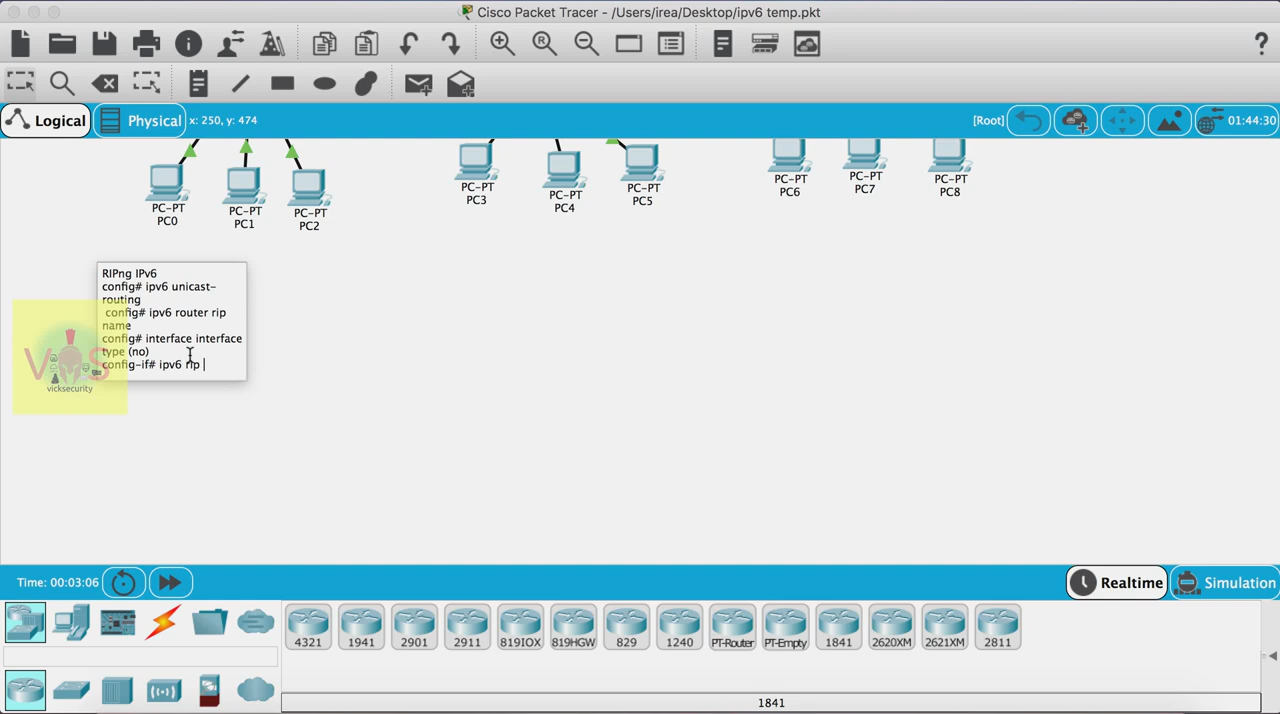 Cisco Packet Tracer - /Users/irea/Desktop/ipv6 temp.pkt
Logical
Physical
x: 250, y: 474
[Root]
01:44:30
PC-PT
PC0
PC-PT
PC1
PC-PT
PC2
PC-PT
PC3
PC-PT
PC4
PC-PT
PC5
PC-PT
PC6
PC-PT
PC7
PC-PT
PC8
RIPng IPv6
config# ipv6 unicast-
routing
config# ipv6 router rip
name
config# interface interface
type (no)
config-if# ipv6 rip
VOS
vicksecurity
Time: 00:03:06
Realtime
Simulation
4321
1941
2901
2911
819IOX
819HGW
829
1240
PT-Router
PT-Empty
1841
2620XM
2621XM
2811
1841